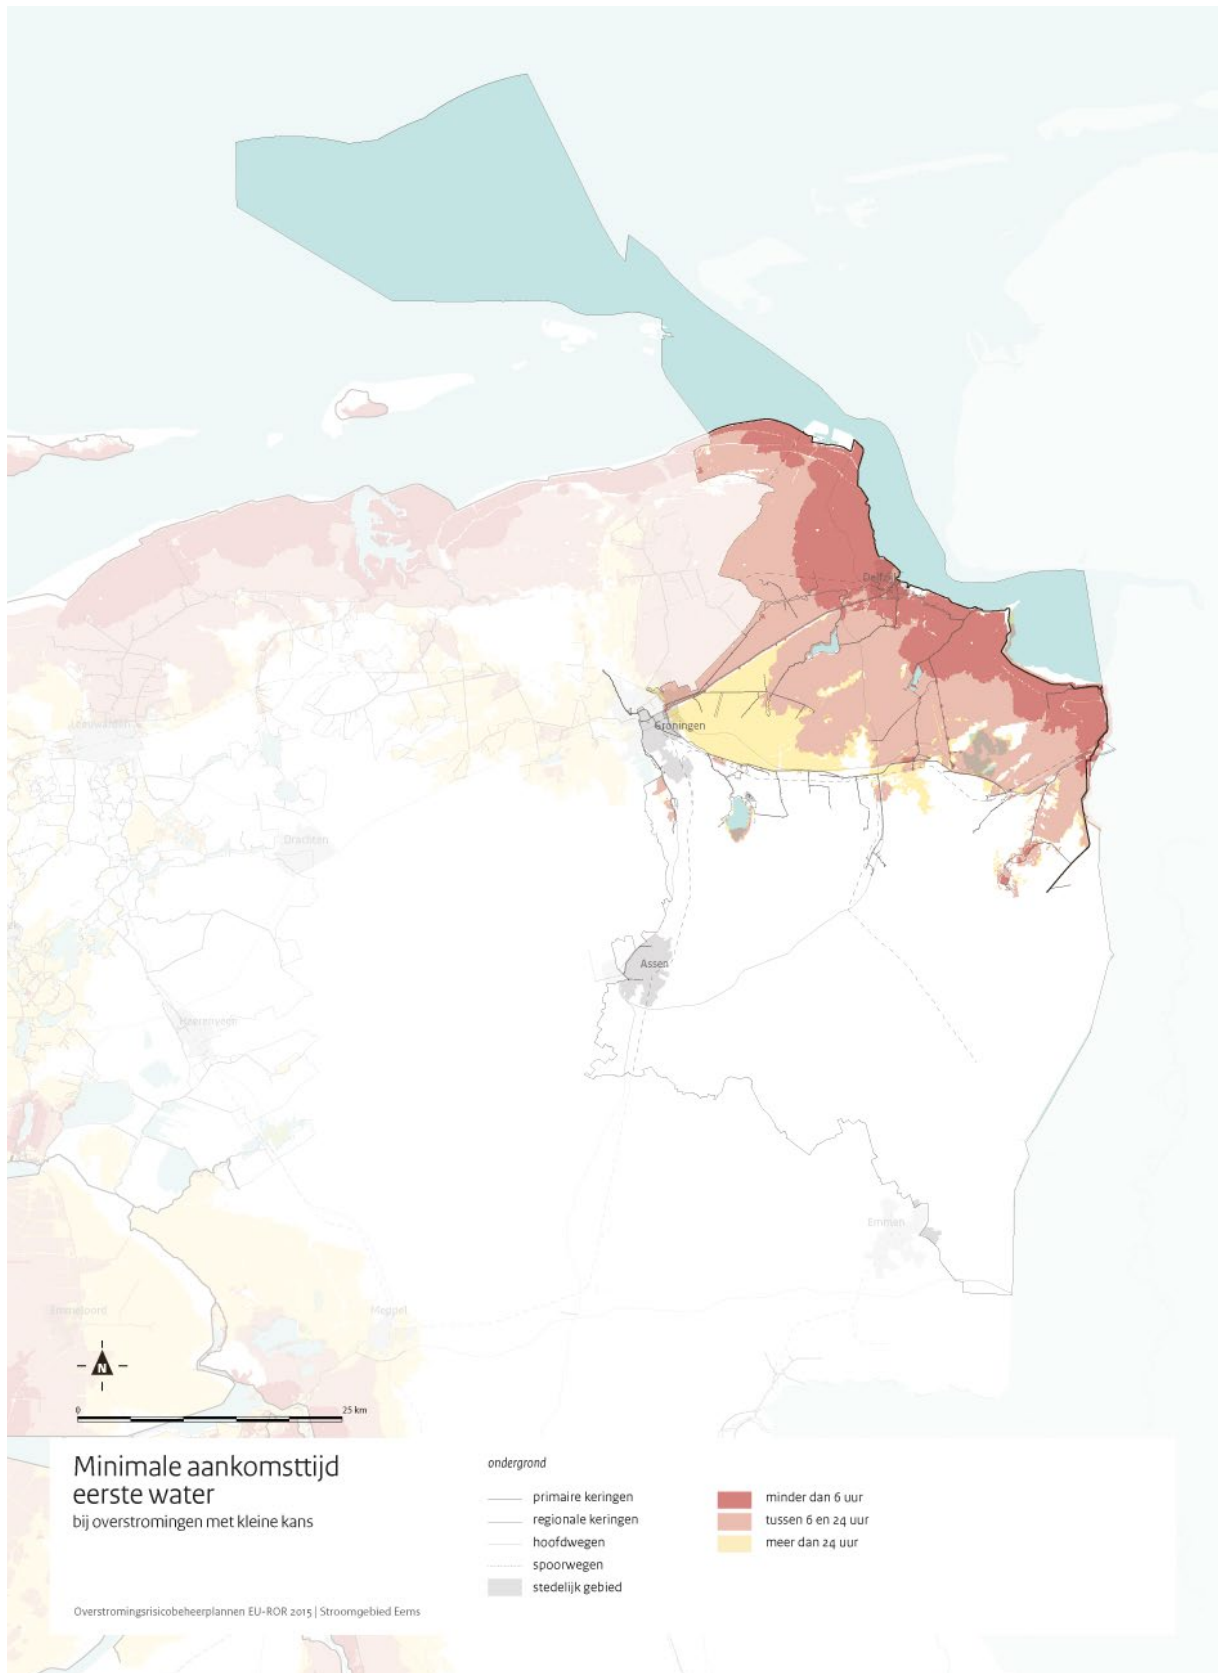 Delfzijl
Groningen
Leeuwarden
Drachten
Assen
Heerenveen
Emmen
Emmeloord
Meppel
N
0
25 km
Minimale aankomsttijd
eerste water
bij overstromingen met kleine kans
Overstromingsrisicobeheerplannen EU-ROR 2015 | Stroomgebied Eems
ondergrond
primaire keringen
regionale keringen
hoofdwegen
spoorwegen
stedelijk gebied
minder dan 6 uur
tussen 6 en 24 uur
meer dan 24 uur